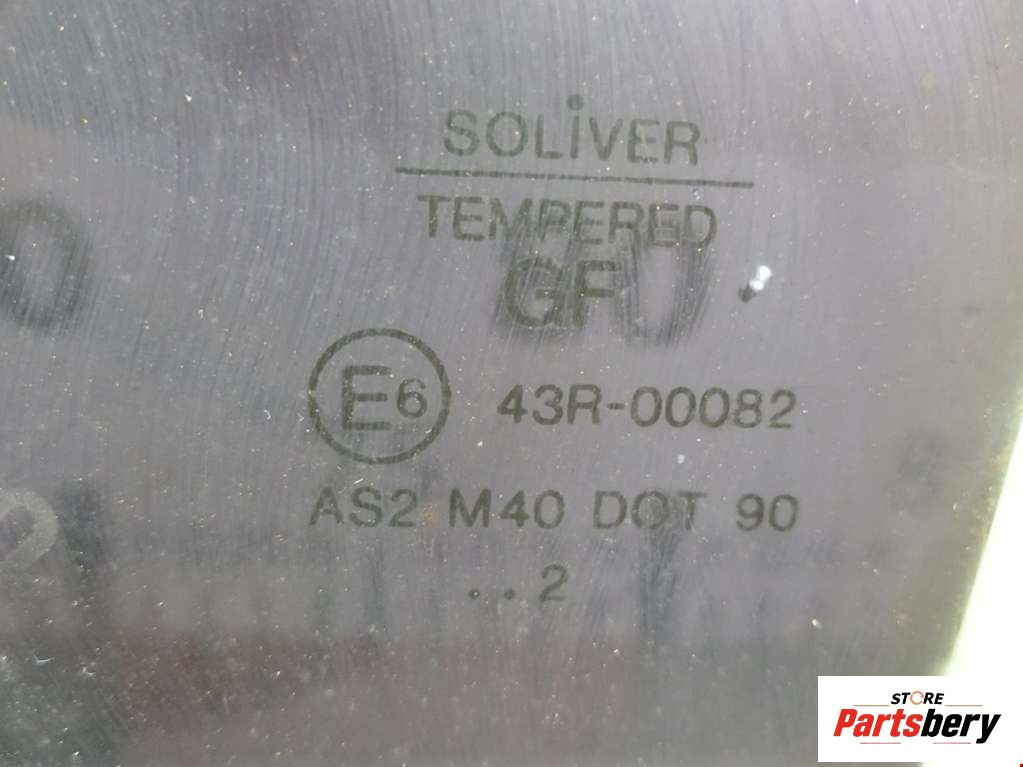 SOLiVER
TEMPERED
GF
E6 43R-00082
AS2 M40 DOT 90
..2
STORE
Partsbery